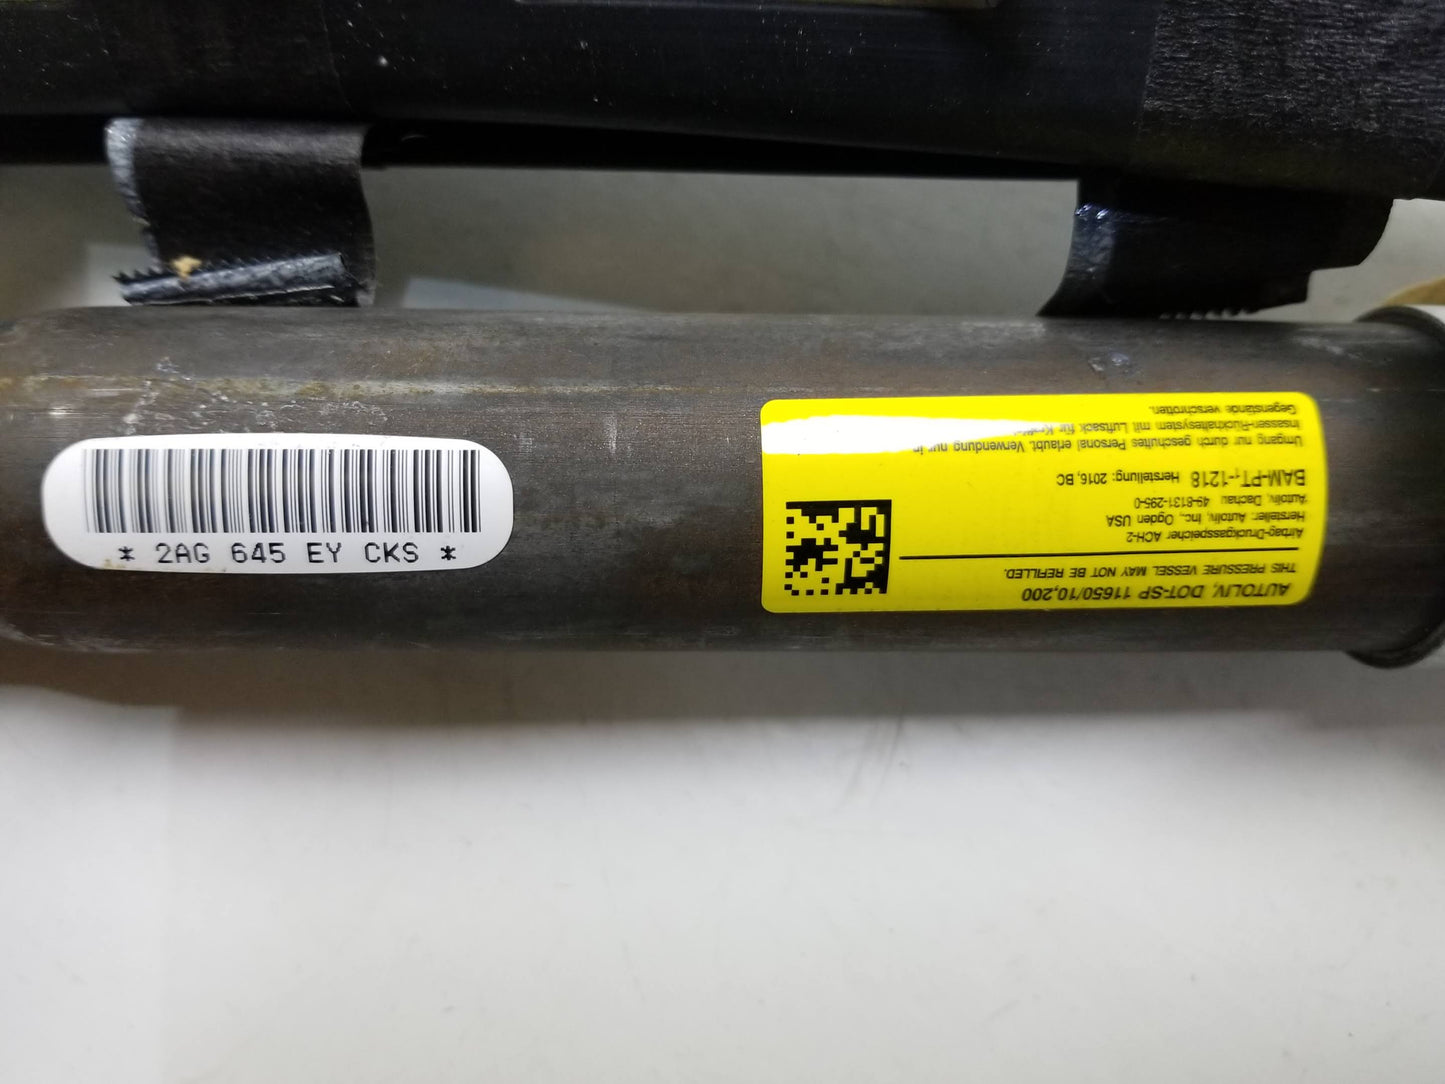 * 2AG 645 EY CKS *
AUTOLIV, DOT-SP 11650/10,200
THIS PRESSURE VESSEL MAY NOT BE REFILLED.
Airbag-Druckgasspeicher ACH-2
Hersteller: Autoliv, Inc., Ogden USA
Autoliv, Dachau 49-8131-295-0
BAM-PT1-1218 Herstellung: 2016, BC
Umgang nur durch geschultes Personal erlaubt. Verwendung nur in
Insassen-Rückhaltesystem mit Luftsack für
Gegenstände verschrotten.